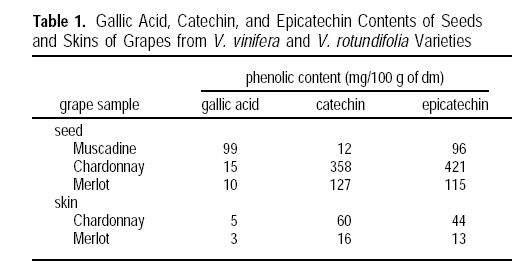 Table 1. Gallic Acid, Catechin, and Epicatechin Contents of Seeds
and Skins of Grapes from V. vinifera and V. rotundifolia Varieties
phenolic content (mg/100 g of dm)
grape sample gallic acid catechin epicatechin
seed
Muscadine 99 12 96
Chardonnay 15 358 421
Merlot 10 127 115
skin
Chardonnay 5 60 44
Merlot 3 16 13